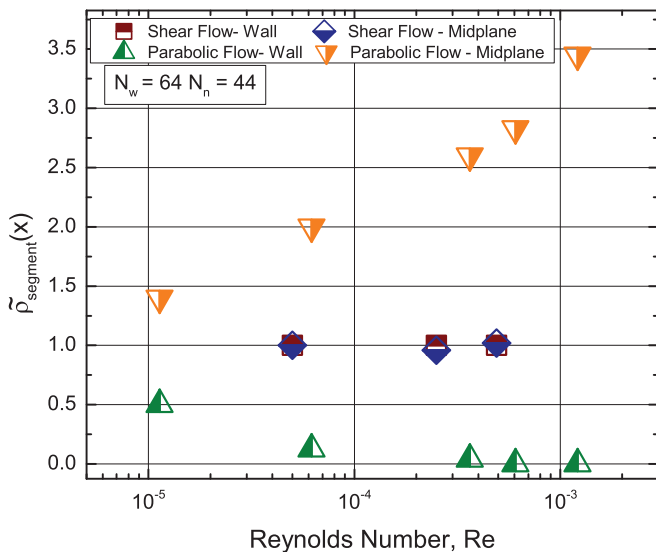 Shear Flow- Wall
Shear Flow - Midplane
Parabolic Flow- Wall
Parabolic Flow - Midplane
N_w = 64 N_n = 44
3.5
3.0
2.5
2.0
1.5
1.0
0.5
0.0
ρ̃_segment(x)
10^-5
10^-4
10^-3
Reynolds Number, Re